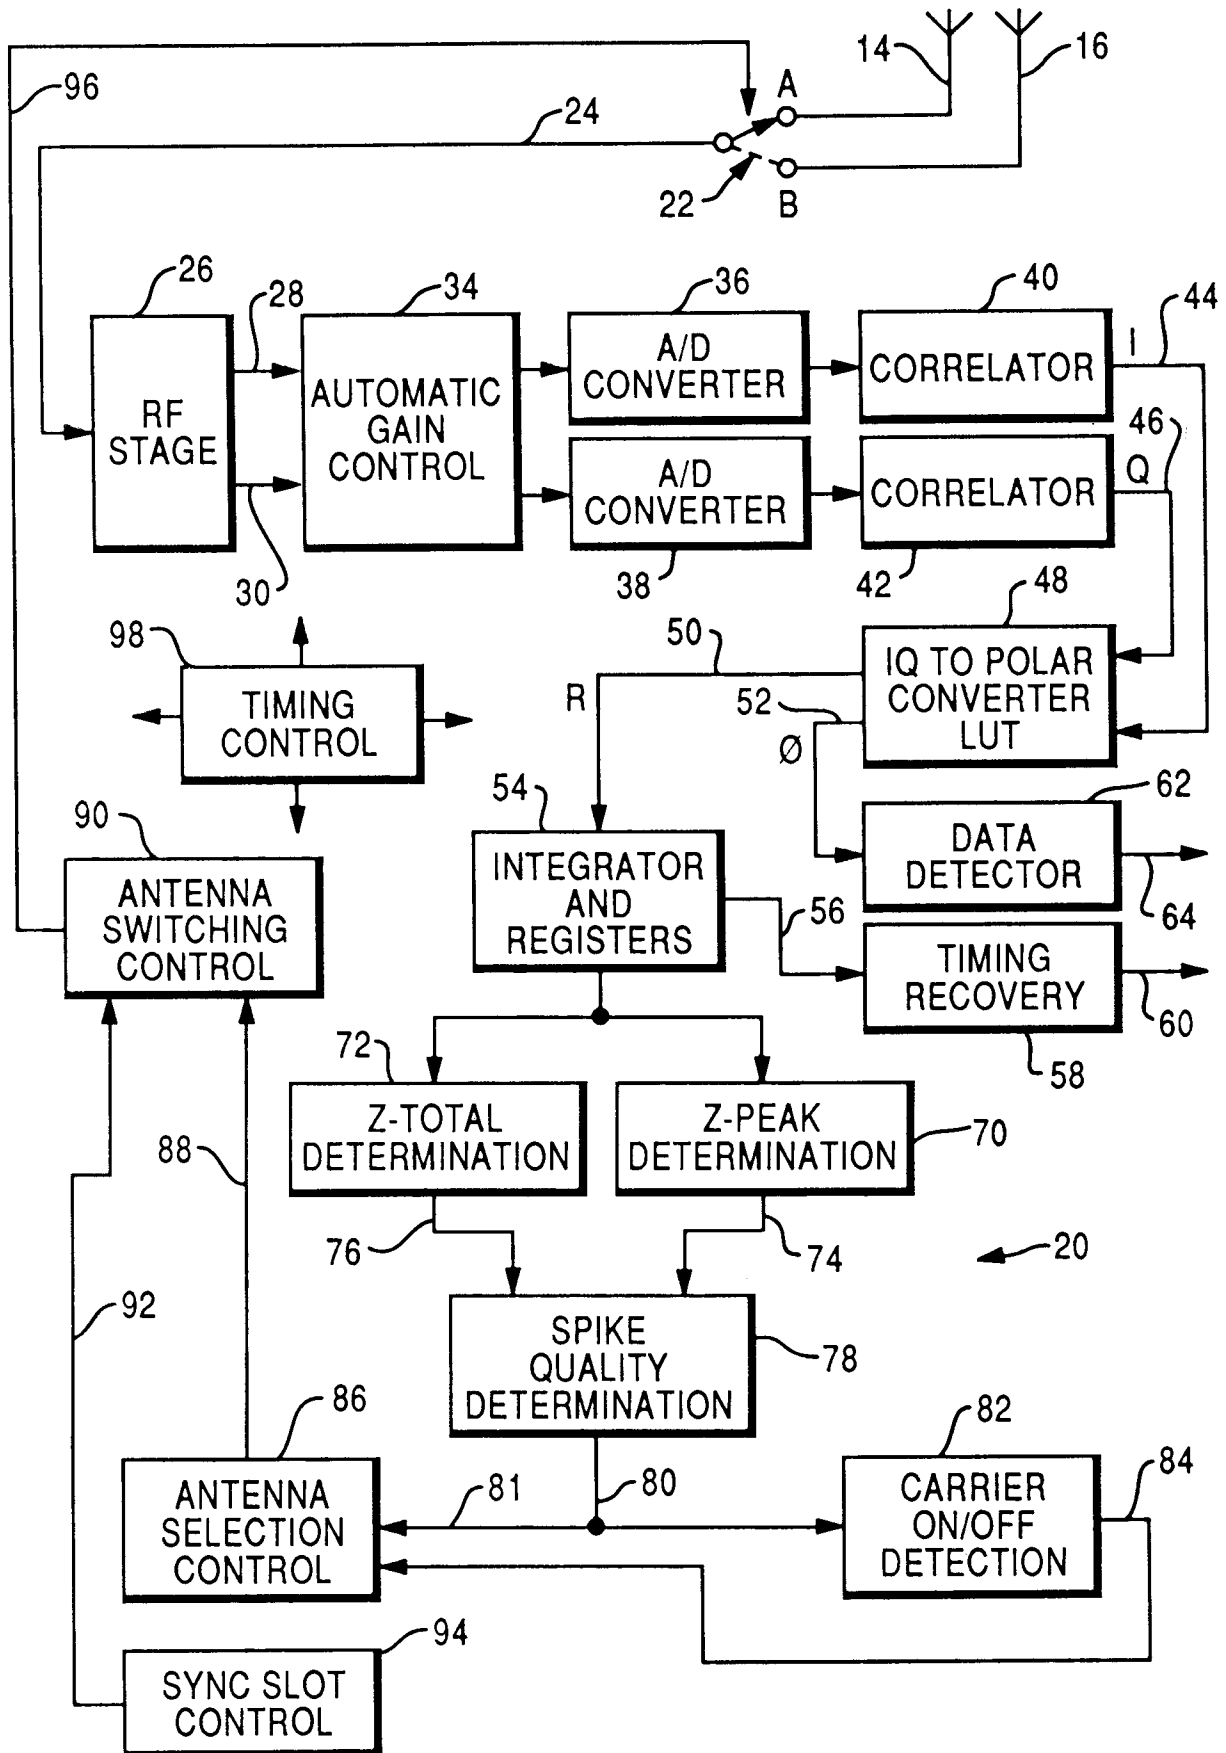 14
16
96
A
24
22
B
26
28
34
36
40
44
I
RF
STAGE
AUTOMATIC
GAIN
CONTROL
A/D
CONVERTER
CORRELATOR
46
Q
A/D
CONVERTER
CORRELATOR
30
38
42
48
98
50
TIMING
CONTROL
R
52
Ø
IQ TO POLAR
CONVERTER
LUT
62
90
54
DATA
DETECTOR
64
ANTENNA
SWITCHING
CONTROL
INTEGRATOR
AND
REGISTERS
56
TIMING
RECOVERY
60
58
72
Z-TOTAL
DETERMINATION
Z-PEAK
DETERMINATION
70
88
76
74
20
92
SPIKE
QUALITY
DETERMINATION
78
86
82
84
ANTENNA
SELECTION
CONTROL
81
80
CARRIER
ON/OFF
DETECTION
94
SYNC SLOT
CONTROL